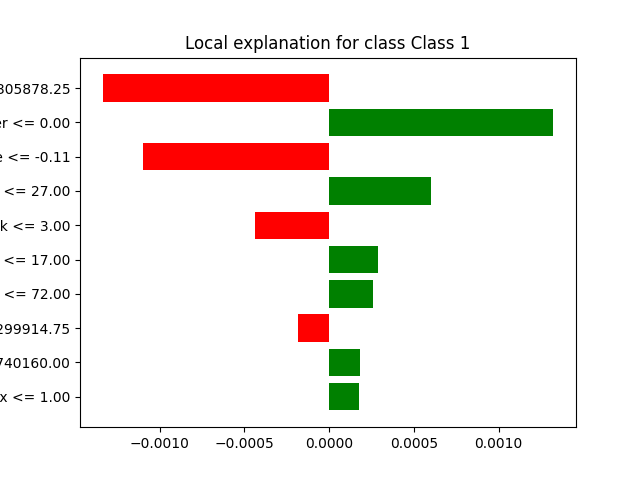 Local explanation for class Class 1
305878.25
er <= 0.00
e <= -0.11
<= 27.00
k <= 3.00
<= 17.00
<= 72.00
299914.75
740160.00
x <= 1.00
−0.0010 −0.0005 0.0000 0.0005 0.0010